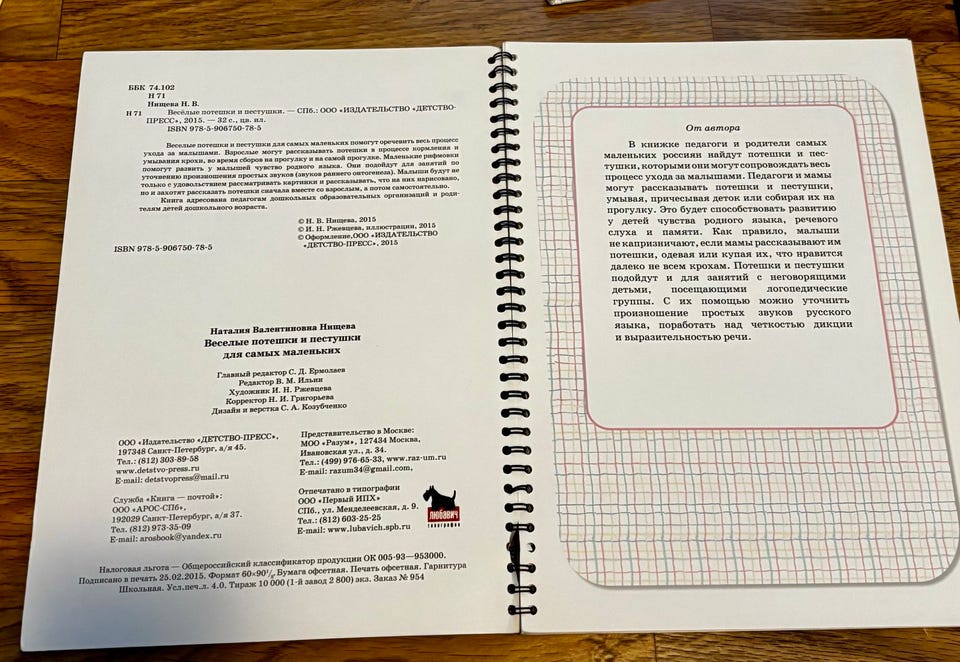 ББК 74.102
Н 71
Нищева Н. В.
Н 71 Весёлые потешки и пестушки. — СПб.: ООО «ИЗДАТЕЛЬСТВО «ДЕТСТВО-
ПРЕСС», 2015. — 32 с., цв. ил.
ISBN 978-5-906750-78-5
Веселые потешки и пестушки для самых маленьких помогут оречевить весь процесс
ухода за малышами. Взрослые могут рассказывать потешки в процессе кормления и
умывания крохи, во время сборов на прогулку и на самой прогулке. Маленькие рифмовки
помогут развить у малышей чувство родного языка. Они подойдут для занятий по
уточнению произношения простых звуков (звуков раннего онтогенеза). Малыши будут не
только с удовольствием рассматривать картинки и рассказывать, что на них нарисовано,
но и захотят рассказать потешки сначала вместе со взрослым, а потом самостоятельно.
Книга адресована педагогам дошкольных образовательных организаций и роди-
телям детей дошкольного возраста.
© Н. В. Нищева, 2015
© И. Н. Ржевцева, иллюстрации, 2015
© Оформление,ООО «ИЗДАТЕЛЬСТВО
«ДЕТСТВО-ПРЕСС», 2015
ISBN 978-5-906750-78-5
Наталия Валентиновна Нищева
Веселые потешки и пестушки
для самых маленьких
Главный редактор С. Д. Ермолаев
Редактор В. М. Ильин
Художник И. Н. Ржевцева
Корректор Н. И. Григорьева
Дизайн и верстка С. А. Козубченко
ООО «Издательство «ДЕТСТВО-ПРЕСС»,
197348 Санкт-Петербург, а/я 45.
Тел.: (812) 303-89-58
www.detstvo-press.ru
E-mail: detstvopress@mail.ru
Служба «Книга — почтой»:
ООО «АРОС-СПб»,
192029 Санкт-Петербург, а/я 37.
Тел. (812) 973-35-09
E-mail: arosbook@yandex.ru
Представительство в Москве:
МОО «Разум», 127434 Москва,
Ивановская ул., д. 34.
Тел.: (499) 976-65-33, www.raz-um.ru
E-mail: razum34@gmail.com,
Отпечатано в типографии
ООО «Первый ИПХ»
СПб., ул. Менделеевская, д. 9.
Тел.: (812) 603-25-25
E-mail: www.lubavich.spb.ru
любавич
типография
Налоговая льгота — Общероссийский классификатор продукции ОК 005-93—953000.
Подписано в печать 25.02.2015. Формат 60×90¹/₈ Бумага офсетная. Печать офсетная. Гарнитура
Школьная. Усл.печ.л. 4.0. Тираж 10 000 (1-й завод 2 800) экз. Заказ № 954
От автора
В книжке педагоги и родители самых
маленьких россиян найдут потешки и пес-
тушки, которыми они могут сопровождать весь
процесс ухода за малышами. Педагоги и мамы
могут рассказывать потешки и пестушки,
умывая, причесывая деток или собирая их на
прогулку. Это будет способствовать развитию
у детей чувства родного языка, речевого
слуха и памяти. Как правило, малыши
не капризничают, если мамы рассказывают им
потешки, одевая или купая их, что нравится
далеко не всем крохам. Потешки и пестушки
подойдут и для занятий с неговорящими
детьми, посещающими логопедические
группы. С их помощью можно уточнить
произношение простых звуков русского
языка, поработать над четкостью дикции
и выразительностью речи.